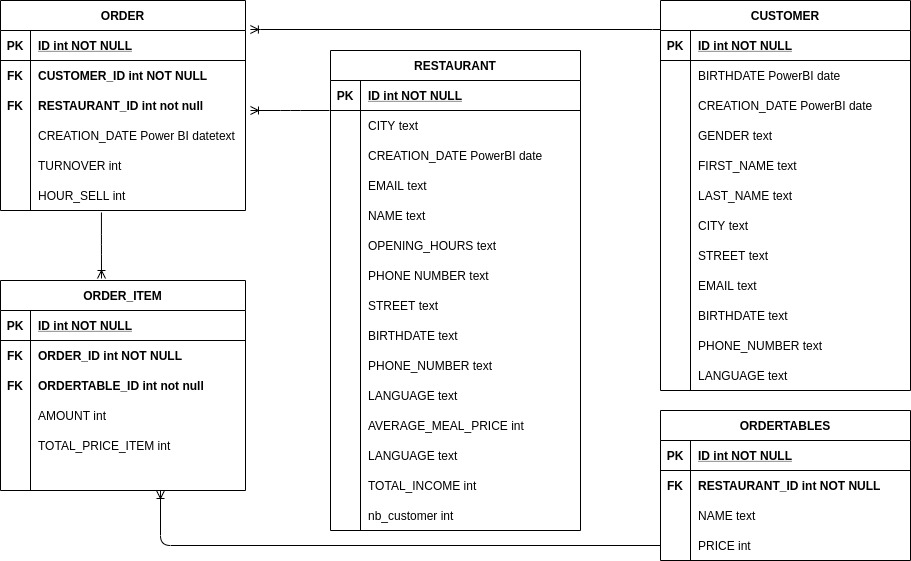 ORDER
PK ID int NOT NULL
FK CUSTOMER_ID int NOT NULL
FK RESTAURANT_ID int not null
CREATION_DATE Power BI datetext
TURNOVER int
HOUR_SELL int
ORDER_ITEM
PK ID int NOT NULL
FK ORDER_ID int NOT NULL
FK ORDERTABLE_ID int not null
AMOUNT int
TOTAL_PRICE_ITEM int
RESTAURANT
PK ID int NOT NULL
CITY text
CREATION_DATE PowerBI date
EMAIL text
NAME text
OPENING_HOURS text
PHONE NUMBER text
STREET text
BIRTHDATE text
PHONE_NUMBER text
LANGUAGE text
AVERAGE_MEAL_PRICE int
LANGUAGE text
TOTAL_INCOME int
nb_customer int
CUSTOMER
PK ID int NOT NULL
BIRTHDATE PowerBI date
CREATION_DATE PowerBI date
GENDER text
FIRST_NAME text
LAST_NAME text
CITY text
STREET text
EMAIL text
BIRTHDATE text
PHONE_NUMBER text
LANGUAGE text
ORDERTABLES
PK ID int NOT NULL
FK RESTAURANT_ID int NOT NULL
NAME text
PRICE int